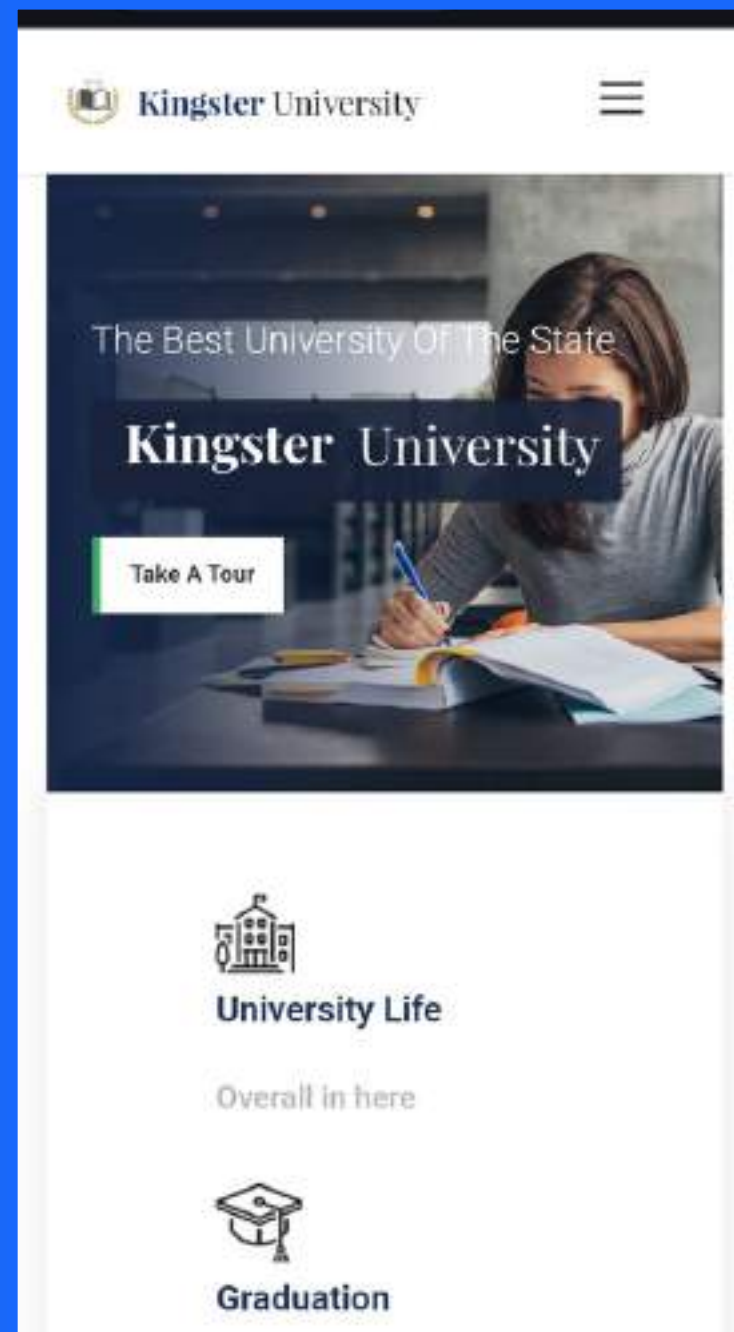 Kingster University
The Best University Of The State
Kingster University
Take A Tour
University Life
Overall in here
Graduation